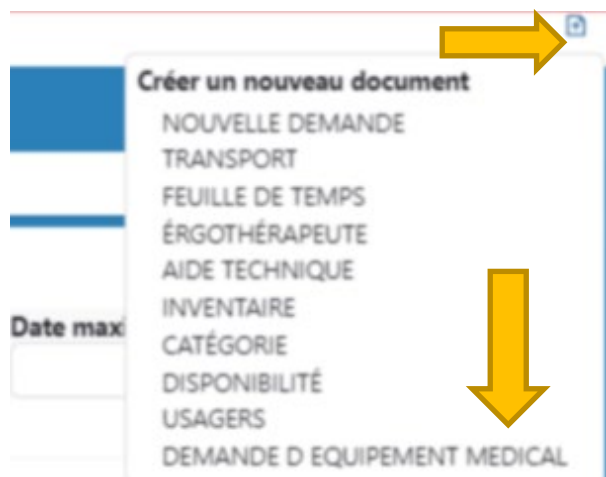 Créer un nouveau document
NOUVELLE DEMANDE
TRANSPORT
FEUILLE DE TEMPS
ÉRGOTHÉRAPEUTE
AIDE TECHNIQUE
INVENTAIRE
Date maxi
CATÉGORIE
DISPONIBILITÉ
USAGERS
DEMANDE D EQUIPEMENT MEDICAL